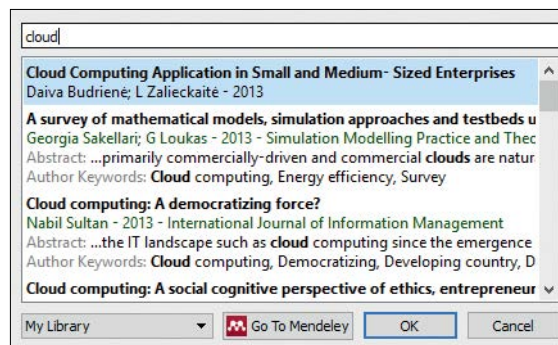 cloud
Cloud Computing Application in Small and Medium- Sized Enterprises
Daiva Budrienė; L Zalieckaitė - 2013
A survey of mathematical models, simulation approaches and testbeds u
Georgia Sakellari; G Loukas - 2013 - Simulation Modelling Practice and Thec
Abstract: ...primarily commercially-driven and commercial clouds are natur
Author Keywords: Cloud computing, Energy efficiency, Survey
Cloud computing: A democratizing force?
Nabil Sultan - 2013 - International Journal of Information Management
Abstract: ...the IT landscape such as cloud computing since the emergence
Author Keywords: Cloud computing, Democratizing, Developing country, D
Cloud computing: A social cognitive perspective of ethics, entrepreneur
My Library
Go To Mendeley
OK
Cancel